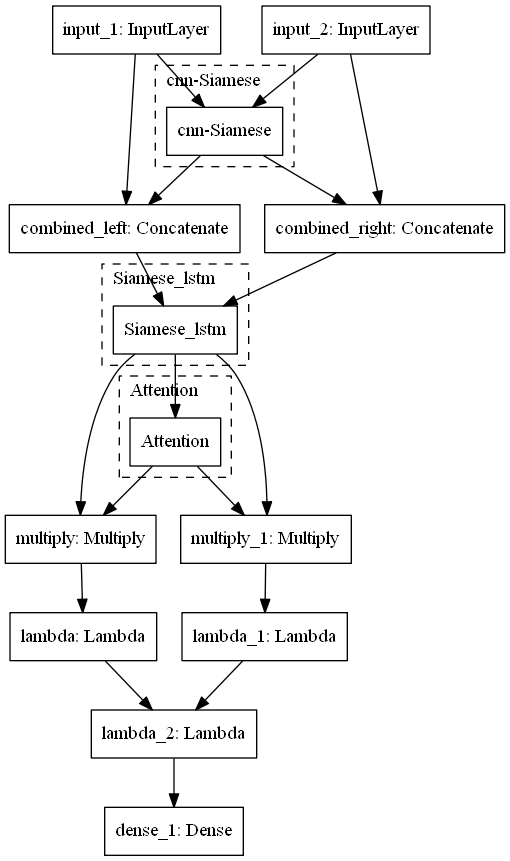 input_1: InputLayer
input_2: InputLayer
cnn-Siamese
cnn-Siamese
combined_left: Concatenate
combined_right: Concatenate
Siamese_lstm
Siamese_lstm
Attention
Attention
multiply: Multiply
multiply_1: Multiply
lambda: Lambda
lambda_1: Lambda
lambda_2: Lambda
dense_1: Dense